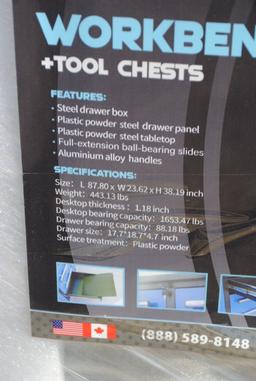 WORKBEN
+TOOL CHESTS
FEATURES:
· Steel drawer box
· Plastic powder steel drawer panel
· Plastic powder steel tabletop
· Full-extension ball-bearing slides
· Aluminium alloy handles
SPECIFICATIONS:
Size: L 87.80 x W 23.62 x H 38.19 inch
Weight: 443.13 lbs
Desktop thickness : 1.18 inch
Desktop bearing capacity: 1653.47 lbs
Drawer bearing capacity: 88.18 lbs
Drawer size: 17.7*18.7*4.7 inch
Surface treatment: Plastic powder
(888) 589-8148